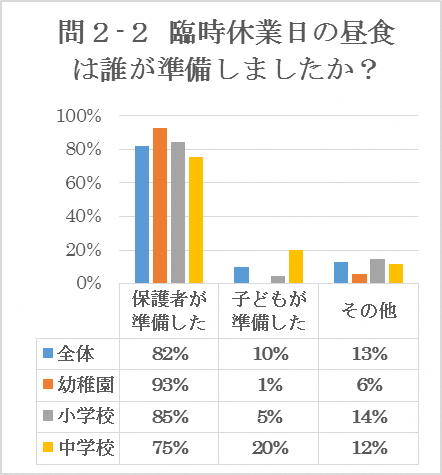 問２-２ 臨時休業日の昼食
は誰が準備しましたか？
100%
80%
60%
40%
20%
0%
保護者が 子どもが その他
準備した 準備した
全体 82% 10% 13%
幼稚園 93% 1% 6%
小学校 85% 5% 14%
中学校 75% 20% 12%